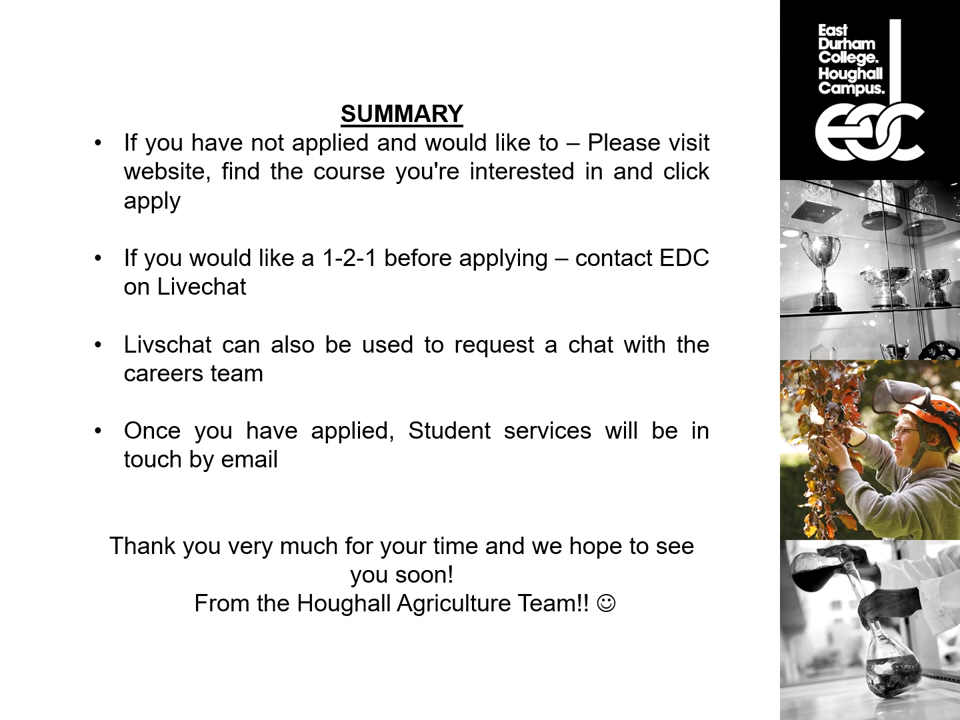 SUMMARY
• If you have not applied and would like to – Please visit
website, find the course you're interested in and click
apply
• If you would like a 1-2-1 before applying – contact EDC
on Livechat
• Livschat can also be used to request a chat with the
careers team
• Once you have applied, Student services will be in
touch by email
Thank you very much for your time and we hope to see
you soon!
From the Houghall Agriculture Team!! ☺
East
Durham
College.
Houghall
Campus.
edc